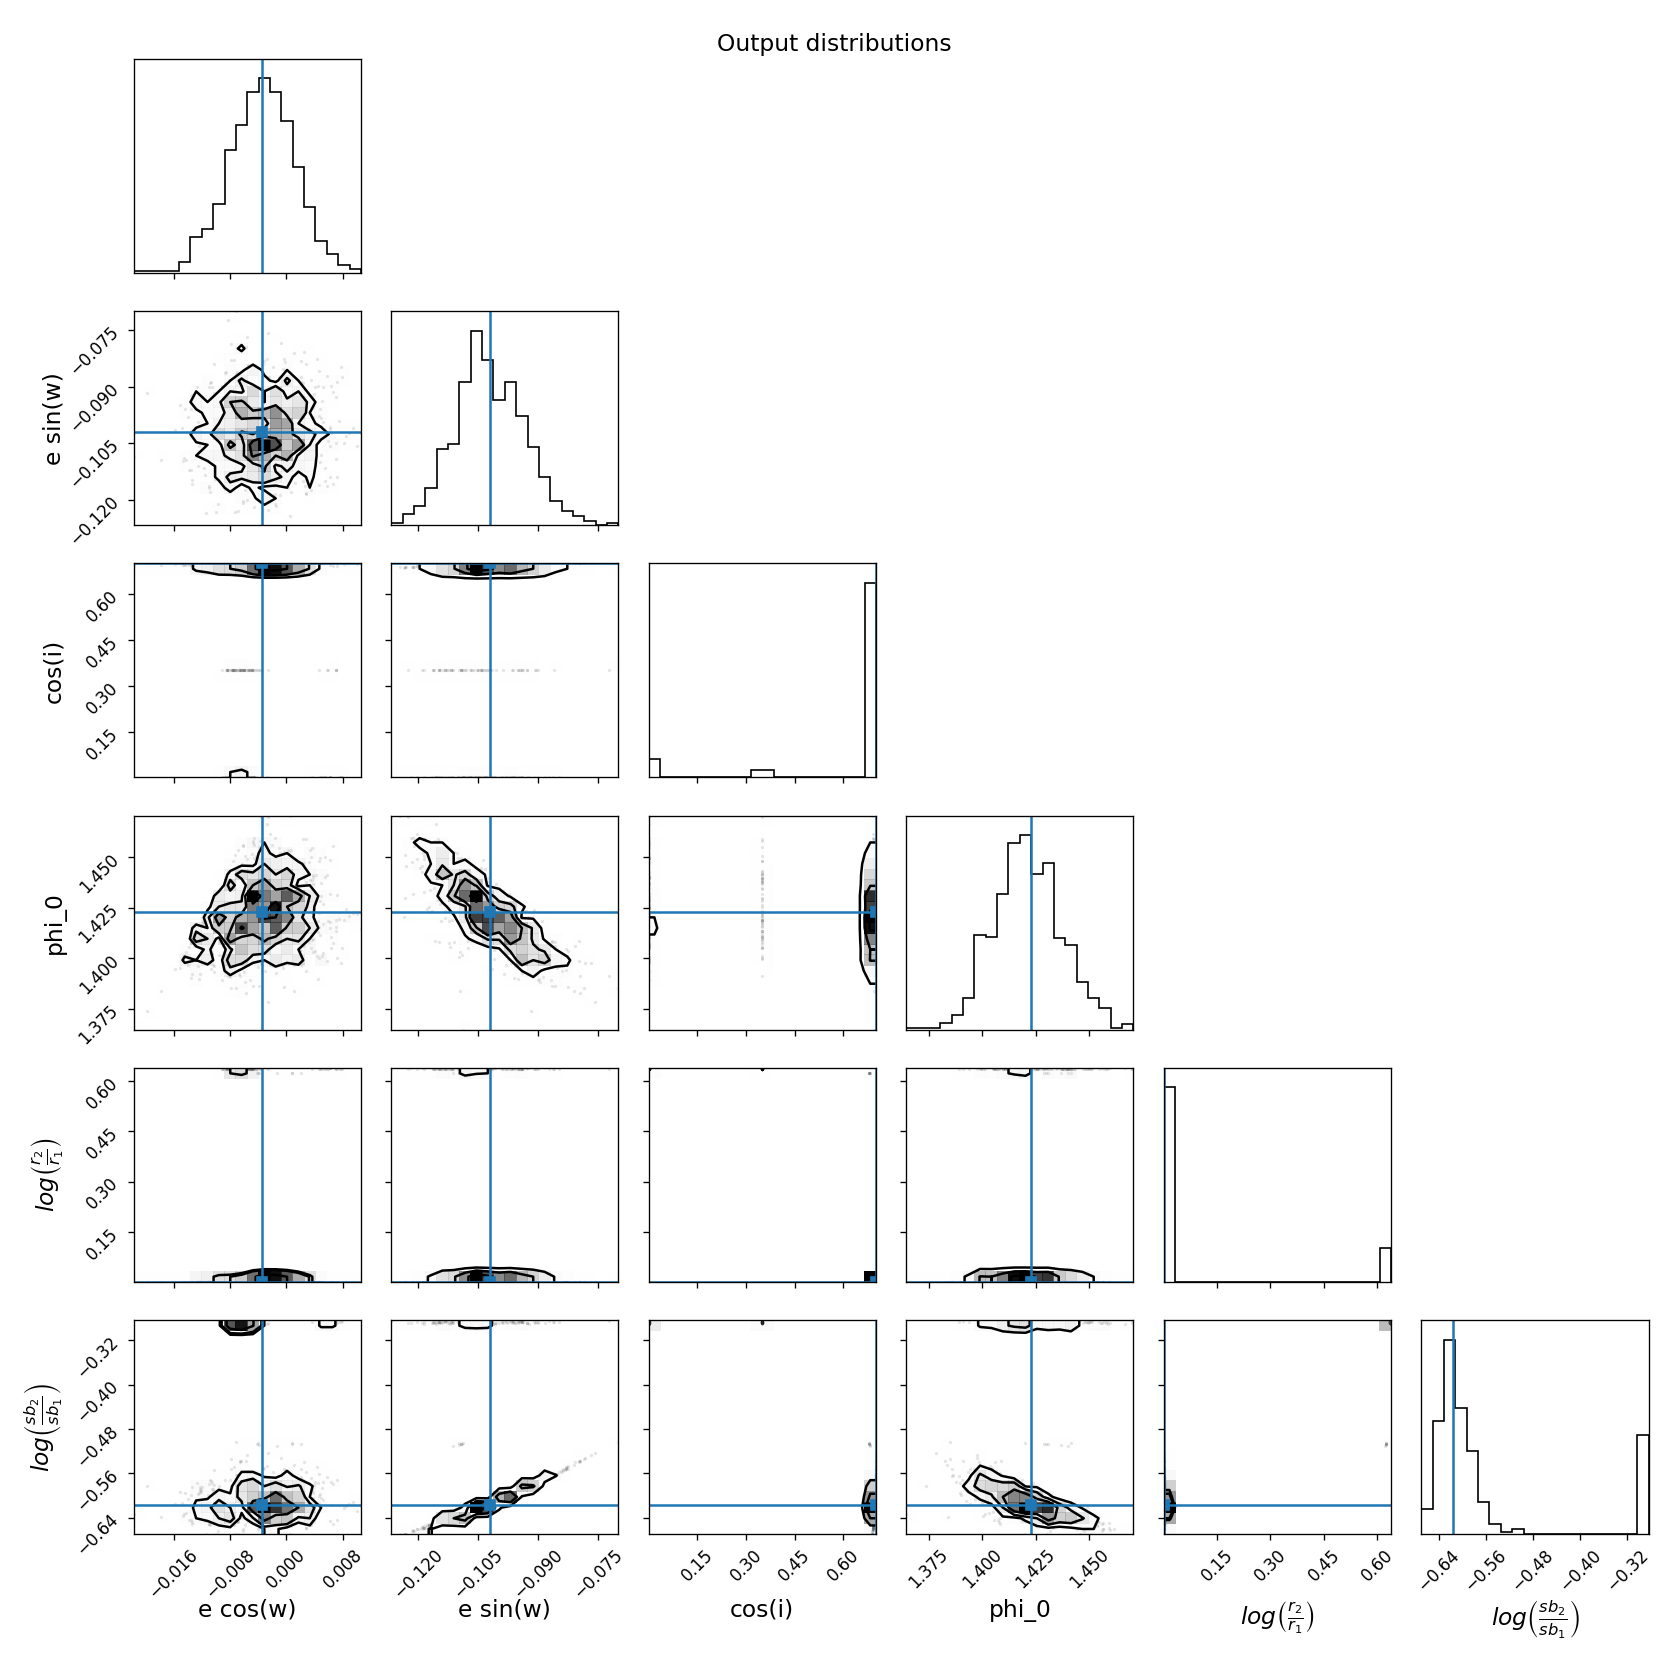 Output distributions
e sin(w)
−0.075
−0.090
−0.105
−0.120
cos(i)
0.60
0.45
0.30
0.15
phi_0
1.450
1.425
1.400
1.375
log(r₂/r₁)
0.60
0.45
0.30
0.15
log(sb₂/sb₁)
−0.32
−0.40
−0.48
−0.56
−0.64
−0.016 −0.008 0.000 0.008
−0.120 −0.105 −0.090 −0.075
0.15 0.30 0.45 0.60
1.375 1.400 1.425 1.450
0.15 0.30 0.45 0.60
−0.64 −0.56 −0.48 −0.40 −0.32
e cos(w)
e sin(w)
cos(i)
phi_0
log(r₂/r₁)
log(sb₂/sb₁)